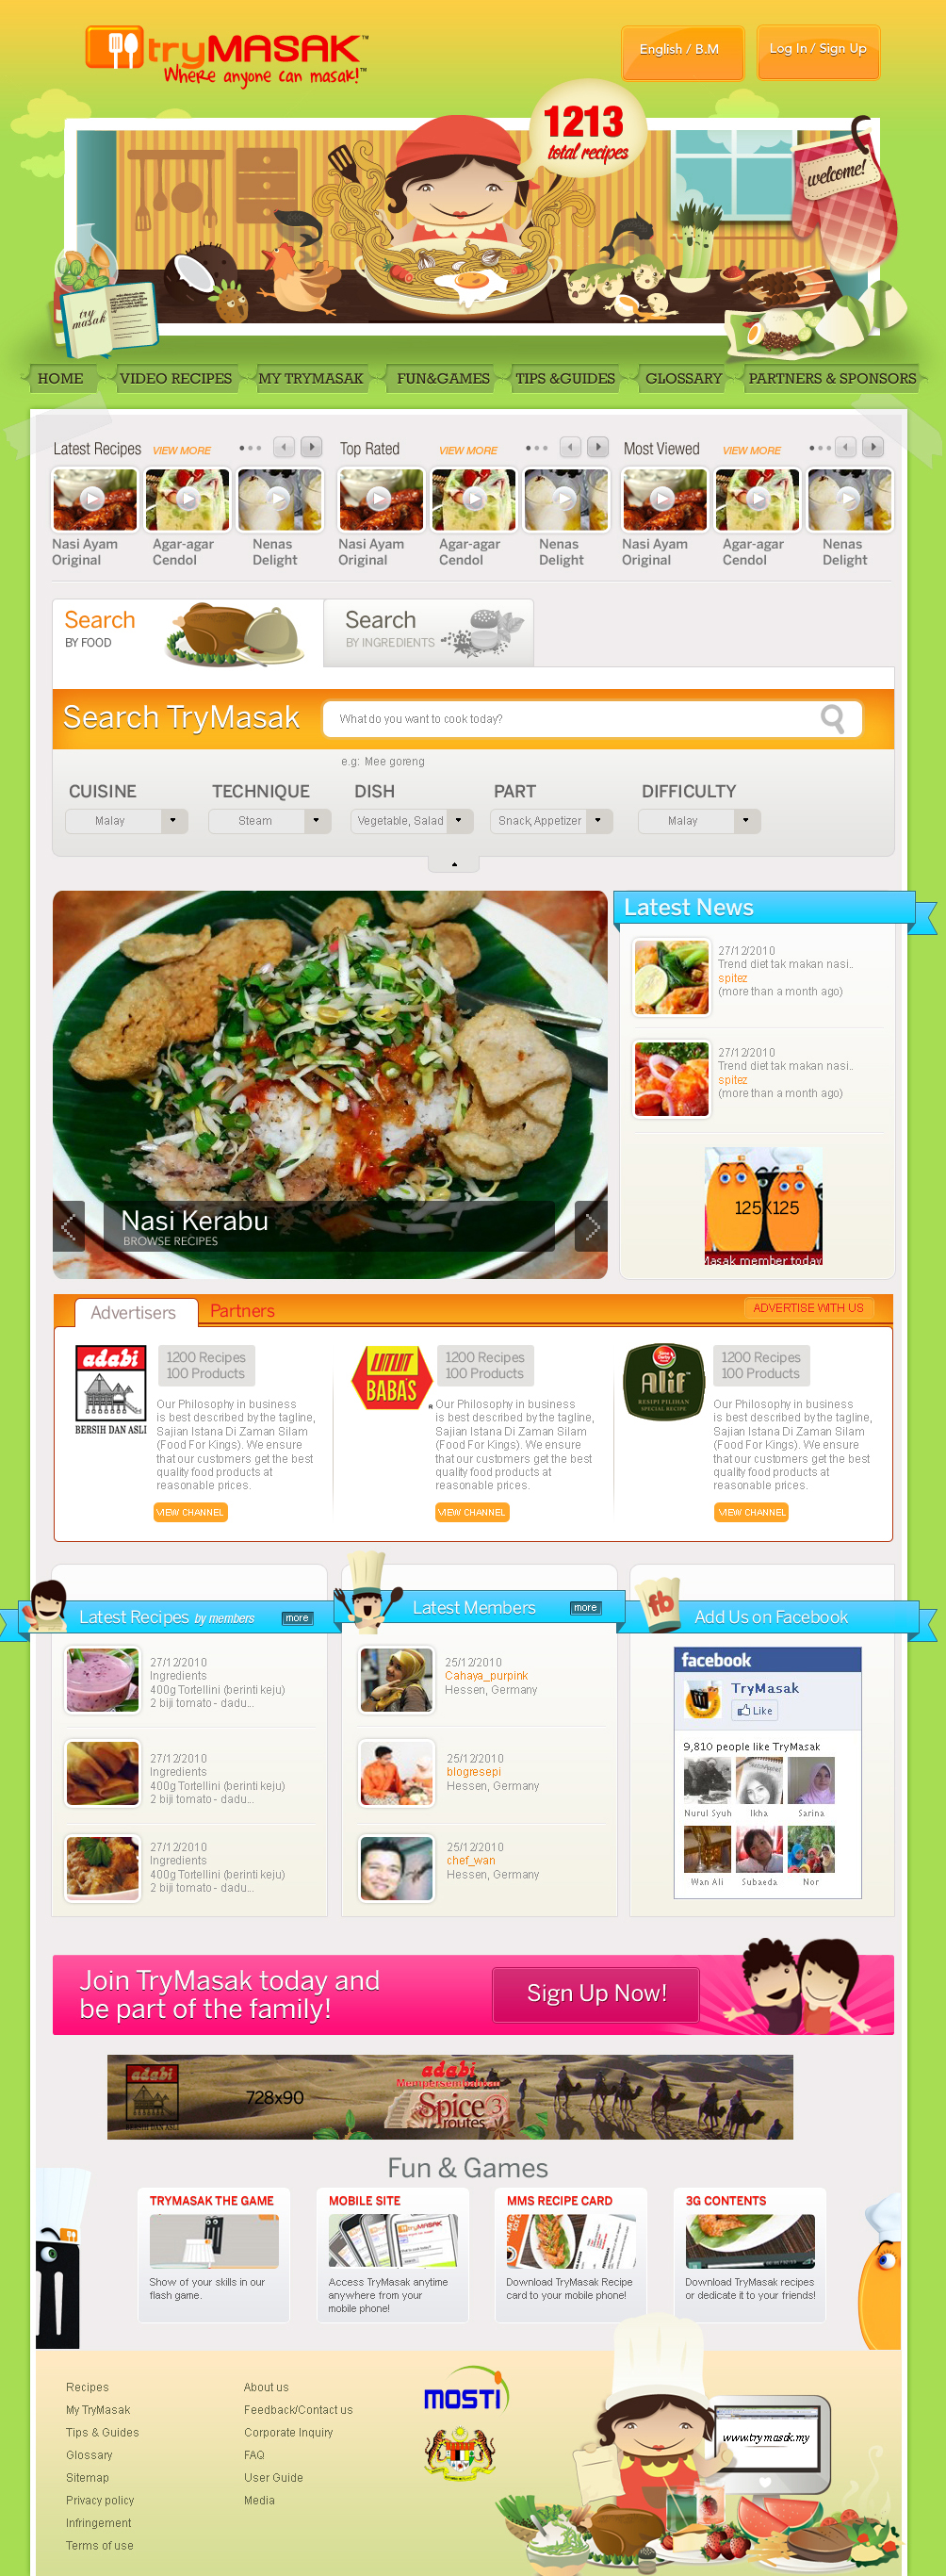 tryMASAK™
Where anyone can masak!™
English / B.M
Log In / Sign Up
1213
total recipes
welcome!
try masak
HOME
VIDEO RECIPES
MY TRYMASAK
FUN&GAMES
TIPS &GUIDES
GLOSSARY
PARTNERS & SPONSORS
Latest Recipes VIEW MORE
Nasi Ayam Original
Agar-agar Cendol
Nenas Delight
Top Rated VIEW MORE
Nasi Ayam Original
Agar-agar Cendol
Nenas Delight
Most Viewed VIEW MORE
Nasi Ayam Original
Agar-agar Cendol
Nenas Delight
Search
BY FOOD
Search
BY INGREDIENTS
Search TryMasak
What do you want to cook today?
e.g: Mee goreng
CUISINE
Malay
TECHNIQUE
Steam
DISH
Vegetable, Salad
PART
Snack, Appetizer
DIFFICULTY
Malay
Nasi Kerabu
BROWSE RECIPES
Latest News
27/12/2010
Trend diet tak makan nasi..
spitez
(more than a month ago)
27/12/2010
Trend diet tak makan nasi..
spitez
(more than a month ago)
125X125
Masak member today
Advertisers
Partners
ADVERTISE WITH US
adabi
BERSIH DAN ASLI
1200 Recipes
100 Products
Our Philosophy in business
is best described by the tagline,
Sajian Istana Di Zaman Silam
(Food For Kings). We ensure
that our customers get the best
quality food products at
reasonable prices.
VIEW CHANNEL
BABA'S
1200 Recipes
100 Products
Our Philosophy in business
is best described by the tagline,
Sajian Istana Di Zaman Silam
(Food For Kings). We ensure
that our customers get the best
quality food products at
reasonable prices.
VIEW CHANNEL
Alif
RESIPI PILIHAN
SPECIAL RECIPE
1200 Recipes
100 Products
Our Philosophy in business
is best described by the tagline,
Sajian Istana Di Zaman Silam
(Food For Kings). We ensure
that our customers get the best
quality food products at
reasonable prices.
VIEW CHANNEL
Latest Recipes by members
more
27/12/2010
Ingredients
400g Tortellini (berinti keju)
2 biji tomato - dadu...
27/12/2010
Ingredients
400g Tortellini (berinti keju)
2 biji tomato - dadu...
27/12/2010
Ingredients
400g Tortellini (berinti keju)
2 biji tomato - dadu...
Latest Members
more
25/12/2010
Cahaya_purpink
Hessen, Germany
25/12/2010
blogresepi
Hessen, Germany
25/12/2010
chef_wan
Hessen, Germany
fb
Add Us on Facebook
facebook
TryMasak
Like
9,810 people like TryMasak
Nurul Syuh
Ikha
Sarina
Wan Ali
Subaeda
Nor
Join TryMasak today and
be part of the family!
Sign Up Now!
adabi
BERSIH DAN ASLI
728x90
adabi
Mempersembahkan
Spice
routes
3
Fun & Games
TRYMASAK THE GAME
Show of your skills in our
flash game.
MOBILE SITE
tryMASAK
Access TryMasak anytime
anywhere from your
mobile phone!
MMS RECIPE CARD
Download TryMasak Recipe
card to your mobile phone!
3G CONTENTS
Download TryMasak recipes
or dedicate it to your friends!
Recipes
My TryMasak
Tips & Guides
Glossary
Sitemap
Privacy policy
Infringement
Terms of use
About us
Feedback/Contact us
Corporate Inquiry
FAQ
User Guide
Media
MOSTI
www.trymasak.my